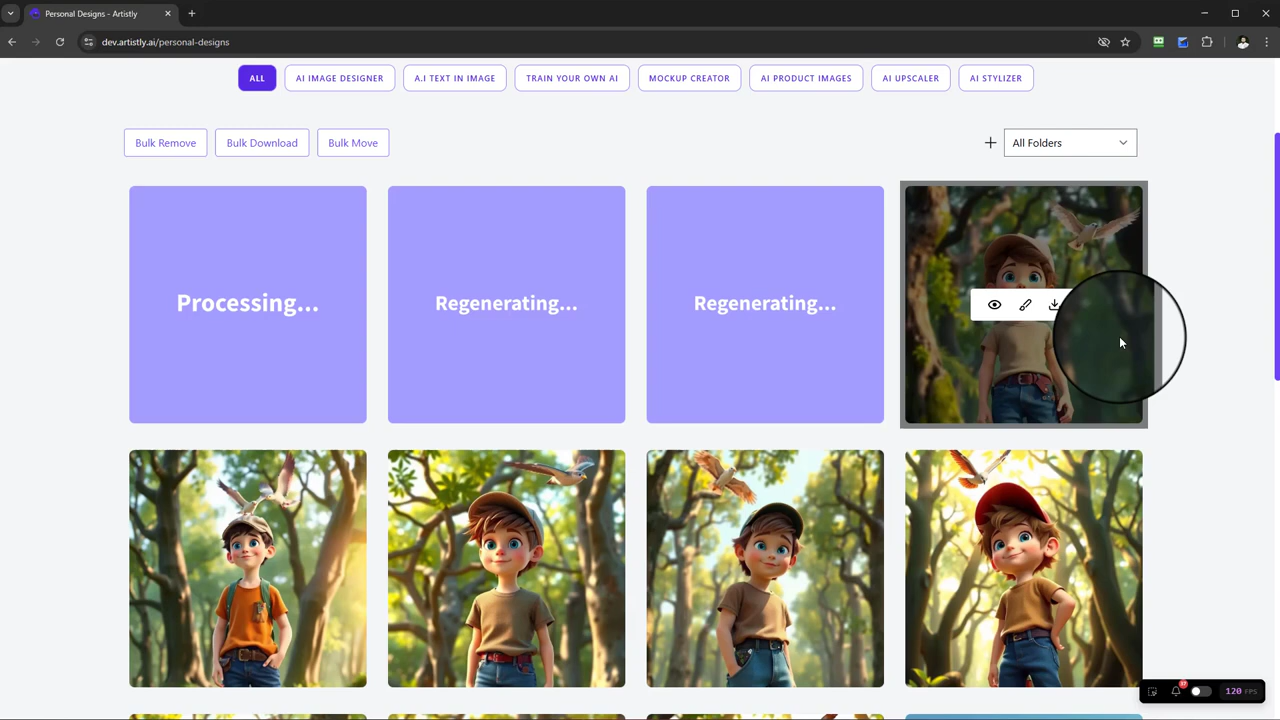 Personal Designs - Artistly
dev.artistly.ai/personal-designs
ALL
AI IMAGE DESIGNER
A.I TEXT IN IMAGE
TRAIN YOUR OWN AI
MOCKUP CREATOR
AI PRODUCT IMAGES
AI UPSCALER
AI STYLIZER
Bulk Remove
Bulk Download
Bulk Move
All Folders
Processing...
Regenerating...
Regenerating...
120 FPS